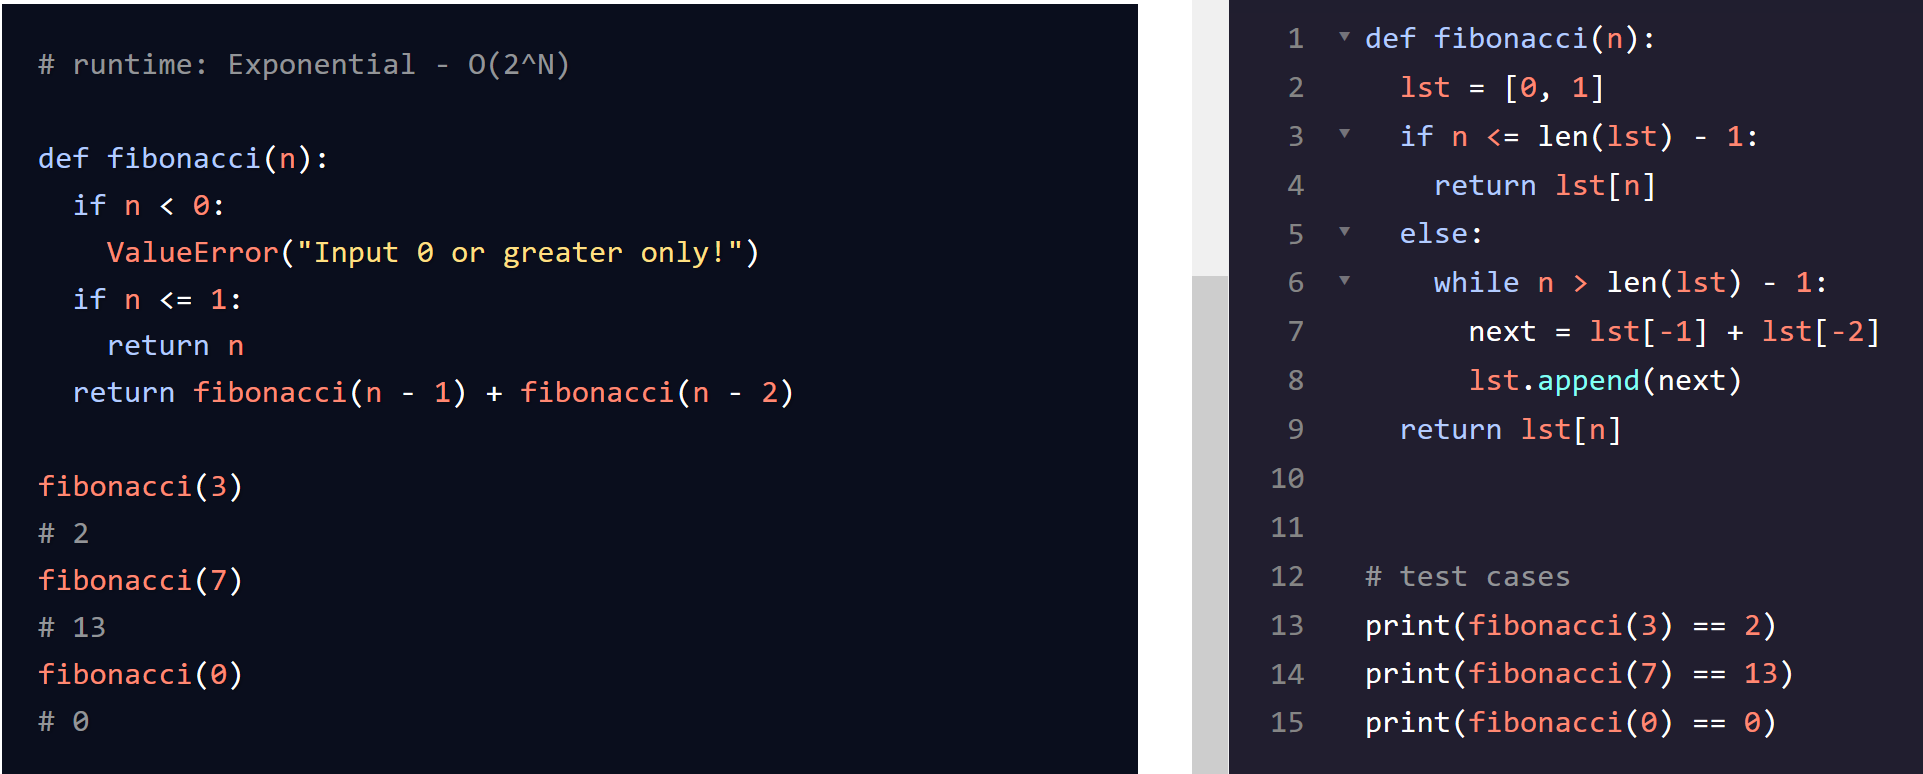 # runtime: Exponential - O(2^N)
def fibonacci(n):
  if n < 0:
    ValueError("Input 0 or greater only!")
  if n <= 1:
    return n
  return fibonacci(n - 1) + fibonacci(n - 2)
fibonacci(3)
# 2
fibonacci(7)
# 13
fibonacci(0)
# 0
1 def fibonacci(n):
2   lst = [0, 1]
3   if n <= len(lst) - 1:
4     return lst[n]
5   else:
6     while n > len(lst) - 1:
7       next = lst[-1] + lst[-2]
8       lst.append(next)
9   return lst[n]
10
11
12 # test cases
13 print(fibonacci(3) == 2)
14 print(fibonacci(7) == 13)
15 print(fibonacci(0) == 0)